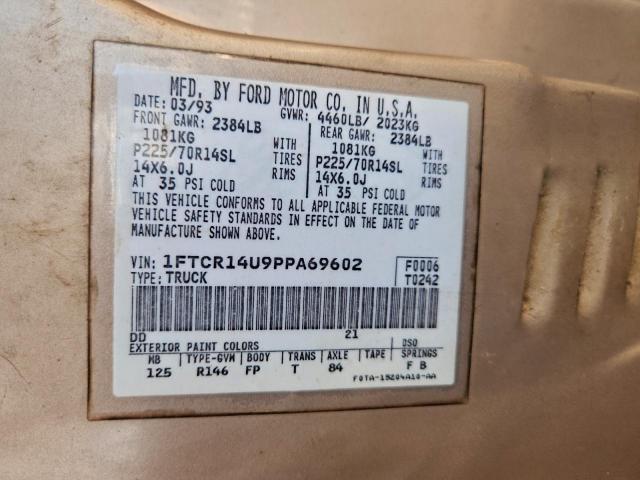 MFD. BY FORD MOTOR CO. IN U.S.A.
DATE: 03/93 GVWR: 4460LB/ 2023KG
FRONT GAWR: 2384LB REAR GAWR: 2384LB
1081KG WITH 1081KG WITH
P225/70R14SL TIRES P225/70R14SL TIRES
14X6.0J RIMS 14X6.0J RIMS
AT 35 PSI COLD AT 35 PSI COLD
THIS VEHICLE CONFORMS TO ALL APPLICABLE FEDERAL MOTOR
VEHICLE SAFETY STANDARDS IN EFFECT ON THE DATE OF
MANUFACTURE SHOWN ABOVE.
VIN: 1FTCR14U9PPA69602 F0006
TYPE: TRUCK T0242
DD 21
EXTERIOR PAINT COLORS DSO
WB TYPE-GVM BODY TRANS AXLE TAPE SPRINGS
125 R146 FP T 84 F B
F0TA-15204A10-AA